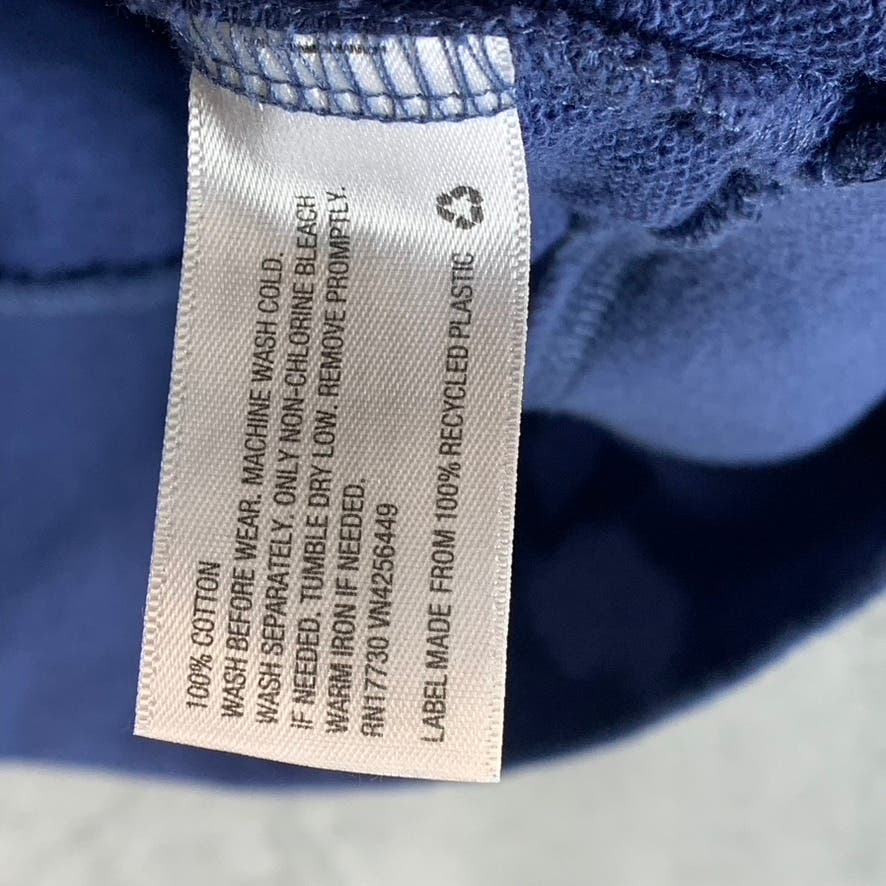 100% COTTON
WASH BEFORE WEAR. MACHINE WASH COLD.
WASH SEPARATELY. ONLY NON-CHLORINE BLEACH
IF NEEDED. TUMBLE DRY LOW. REMOVE PROMPTLY.
WARM IRON IF NEEDED.
RN17730 VN4256449
LABEL MADE FROM 100% RECYCLED PLASTIC